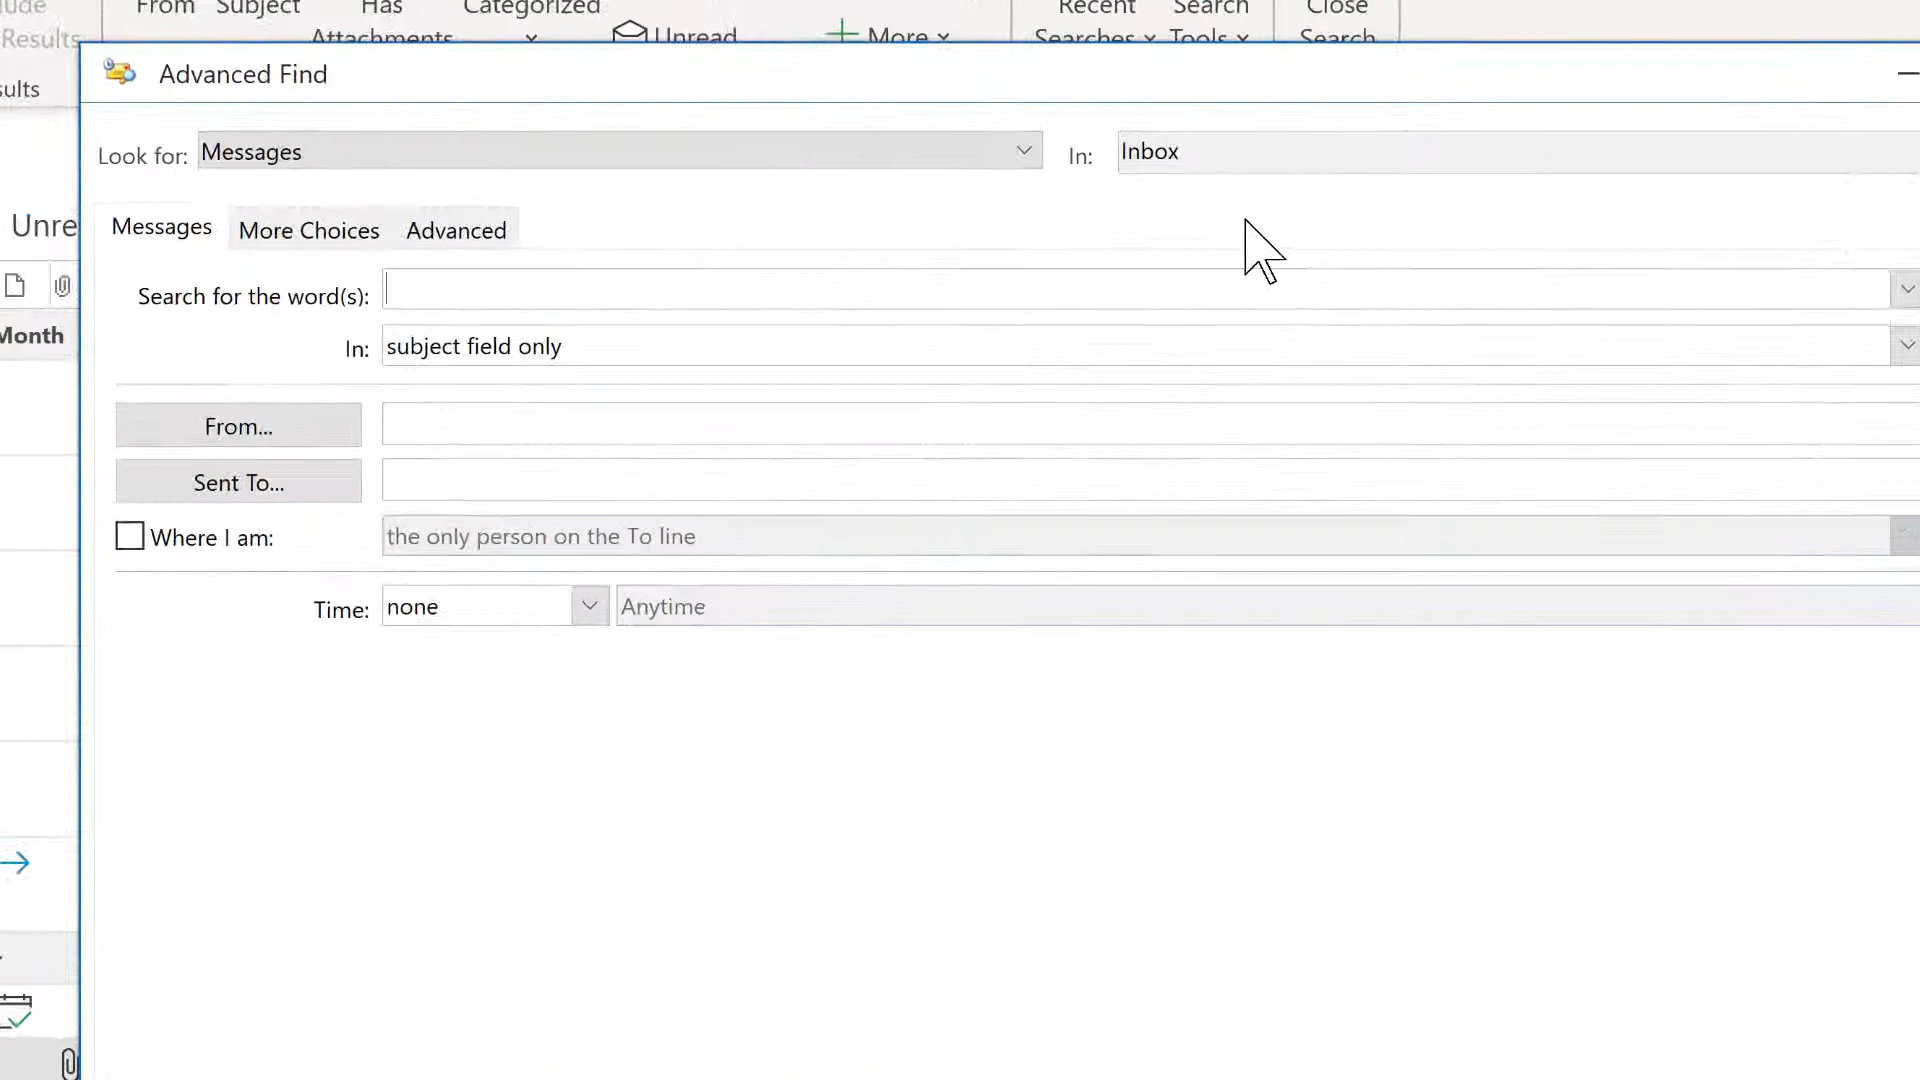 From Subject Has Categorized Recent Search Close
Results Attachments Unread More Searches Tools Search
Advanced Find
Look for: Messages In: Inbox
Messages More Choices Advanced
Search for the word(s):
Month
In: subject field only
From...
Sent To...
Where I am: the only person on the To line
Time: none Anytime